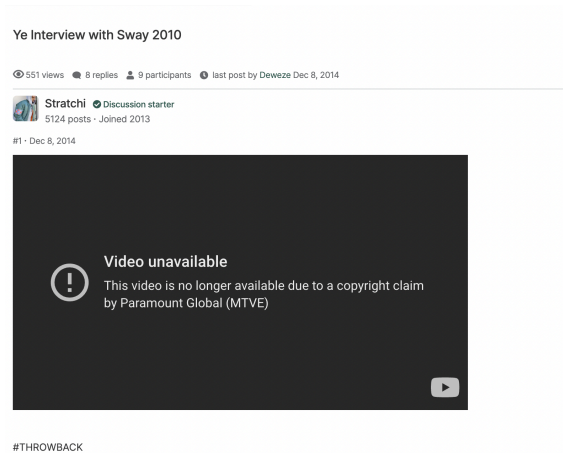 Ye Interview with Sway 2010
551 views 8 replies 9 participants last post by Deweze Dec 8, 2014
Stratchi Discussion starter
5124 posts · Joined 2013
#1 · Dec 8, 2014
Video unavailable
This video is no longer available due to a copyright claim
by Paramount Global (MTVE)
#THROWBACK